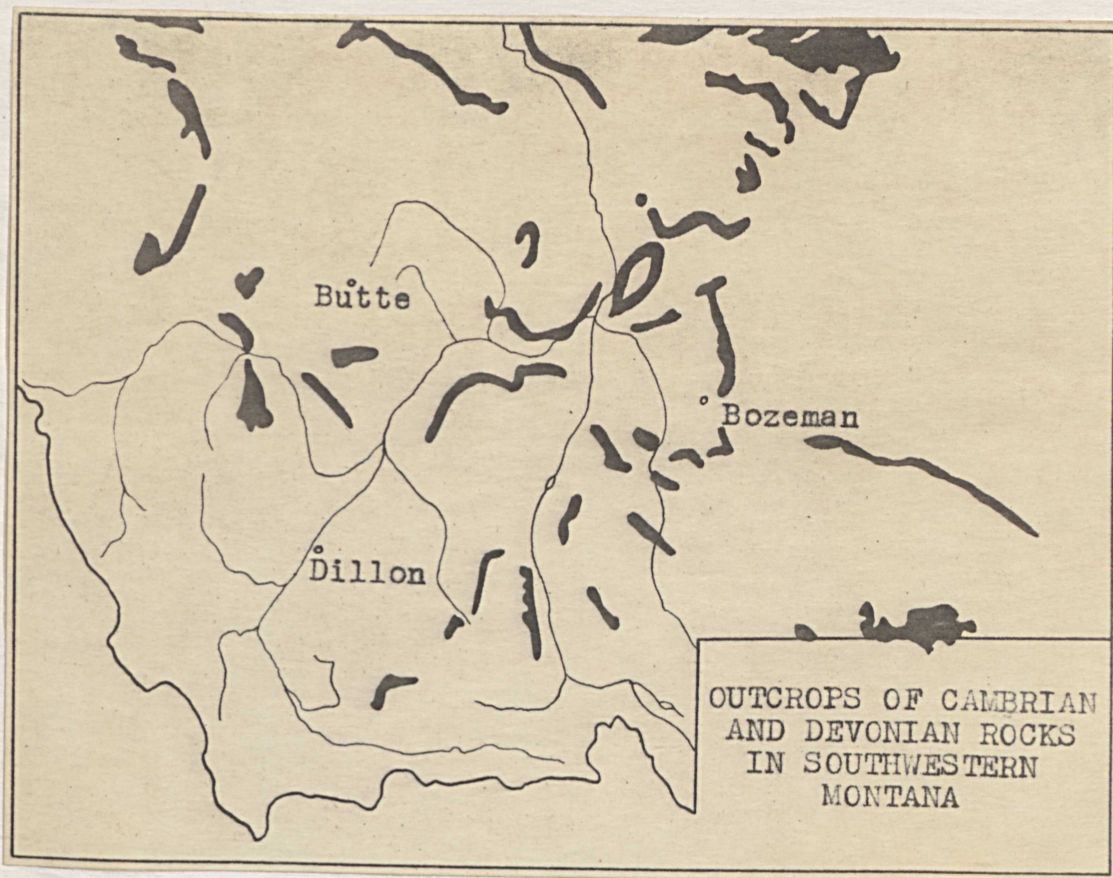 Butte
Bozeman
Dillon
OUTCROPS OF CAMBRIAN
AND DEVONIAN ROCKS
IN SOUTHWESTERN
MONTANA